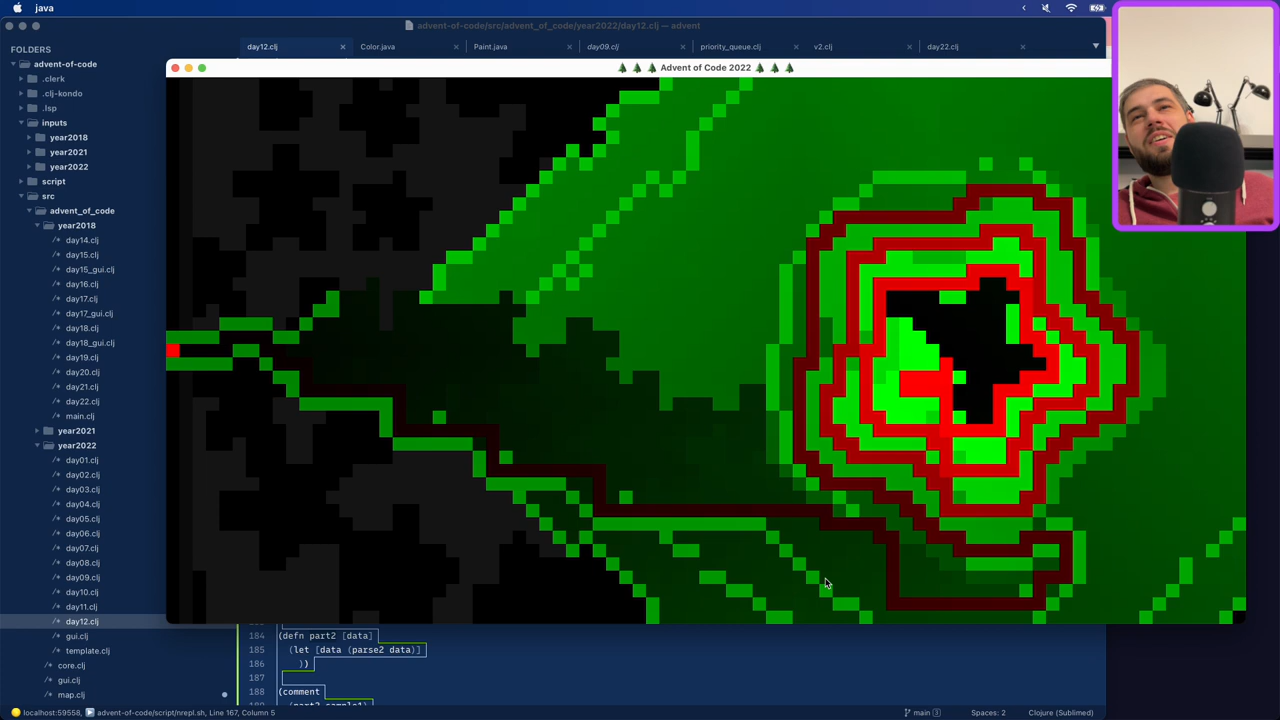 java
advent-of-code/src/advent_of_code/year2022/day12.clj — advent
FOLDERS
day12.clj
Color.java
Paint.java
day09.clj
priority_queue.clj
v2.clj
day22.clj
advent-of-code
Advent of Code 2022
.clerk
.clj-kondo
.lsp
inputs
year2018
year2021
year2022
script
src
advent_of_code
year2018
/* day14.clj
/* day15.clj
/* day15_gui.clj
/* day16.clj
/* day17.clj
/* day17_gui.clj
/* day18.clj
/* day18_gui.clj
/* day19.clj
/* day20.clj
/* day21.clj
/* day22.clj
/* main.clj
year2021
year2022
/* day01.clj
/* day02.clj
/* day03.clj
/* day04.clj
/* day05.clj
/* day06.clj
/* day07.clj
/* day08.clj
/* day09.clj
/* day10.clj
/* day11.clj
/* day12.clj
/* gui.clj
/* template.clj
/* core.clj
/* gui.clj
/* map.clj
184 (defn part2 [data]
185 (let [data (parse2 data)]
186 ))
187
188 (comment
(part2 sample1)
localhost:59558, advent-of-code/script/nrepl.sh, Line 167, Column 5
main 3
Spaces: 2
Clojure (Sublimed)